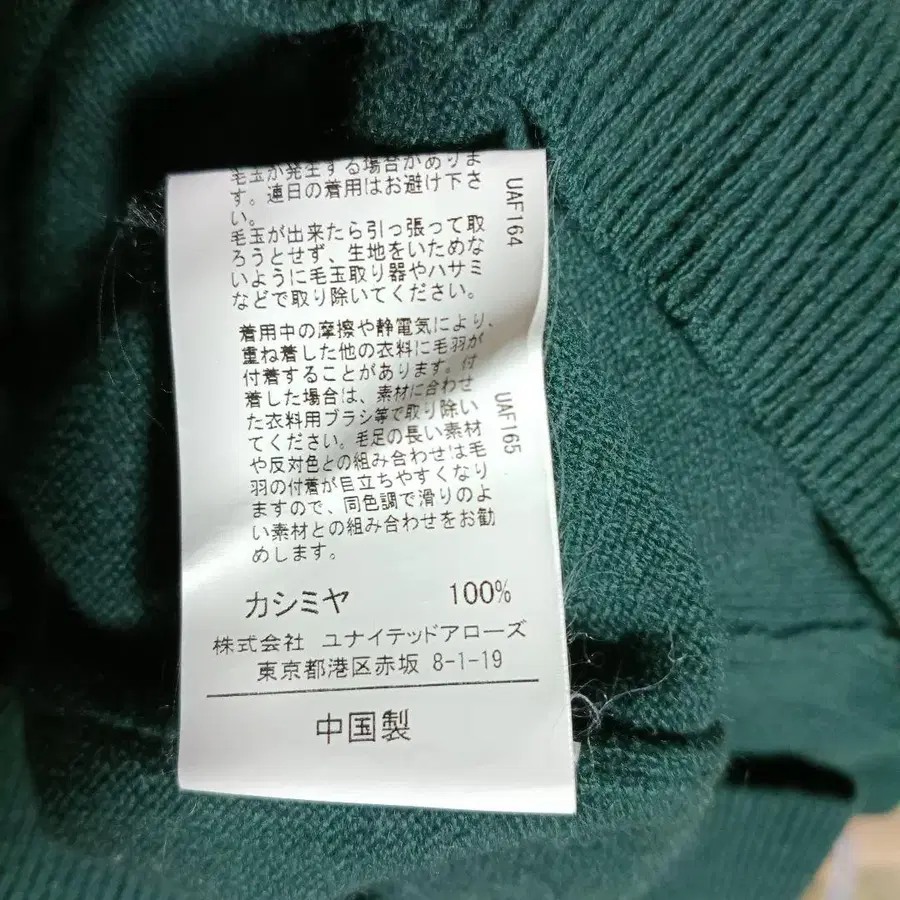 毛玉が発生する場合がありま
す。連日の着用はお避け下さ
い。
毛玉が出来たら引っ張って取
ろうとせず、生地をいためな
いように毛玉取り器やハサミ
などで取り除いてください。
UAF164
着用中の摩擦や静電気により、
重ね着した他の衣料に毛羽が
付着することがあります。付
着した場合は、素材に合わせ
た衣料用ブラシ等で取り除い
てください。毛足の長い素材
や反対色との組み合わせは毛
羽の付着が目立ちやすくなり
ますので、同色調で滑りのよ
い素材との組み合わせをお勧
めします。
UAF165
カシミヤ 100%
株式会社 ユナイテッドアローズ
東京都港区赤坂 8-1-19
中国製